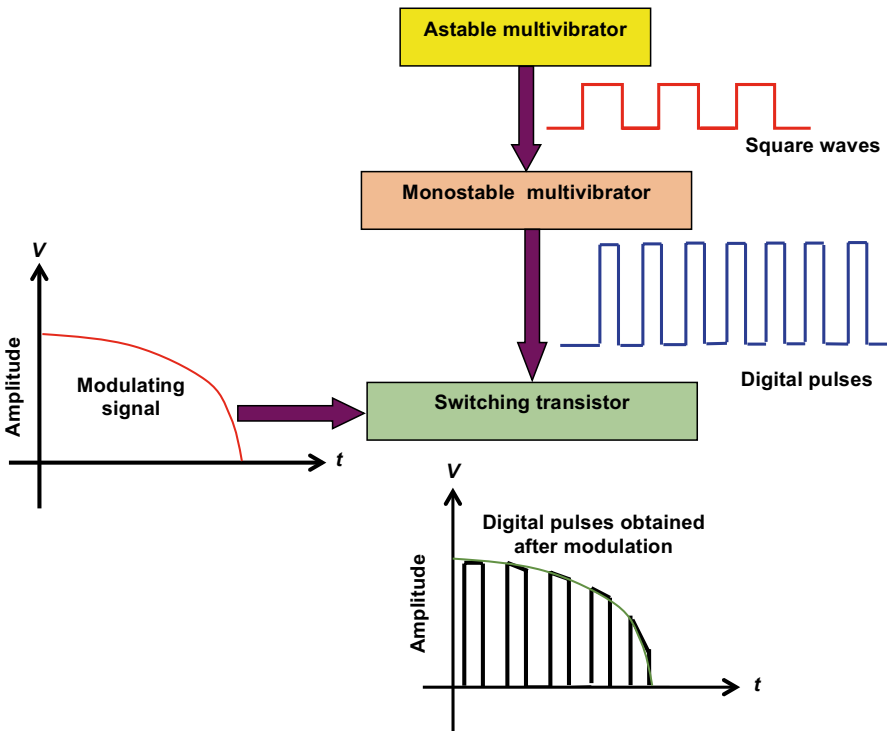 Astable multivibrator
Square waves
Monostable multivibrator
V
Amplitude
Modulating
signal
t
Digital pulses
Switching transistor
V
Amplitude
Digital pulses obtained
after modulation
t